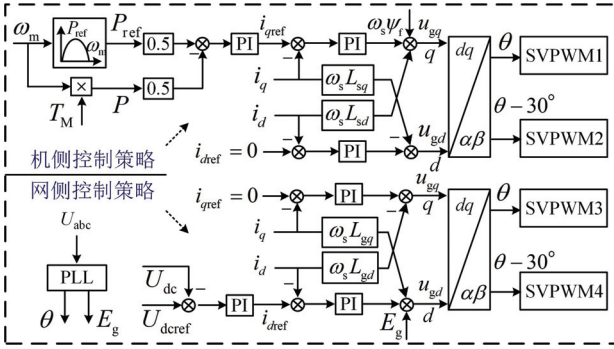 ω_m P_ref ω_m P_ref 0.5 PI i_qref PI ω_sψ_f u_gq q
T_M × P 0.5
i_q ω_sL_sq
i_d ω_sL_sd
i_dref = 0 PI u_gd d
dq αβ θ SVPWM1
θ−30° SVPWM2
机侧控制策略
网侧控制策略
i_qref = 0 PI u_gq q
i_q ω_sL_gq
i_d ω_sL_gd
U_abc PLL θ E_g
U_dc U_dcref PI i_dref PI E_g u_gd d
dq αβ θ SVPWM3
θ−30° SVPWM4